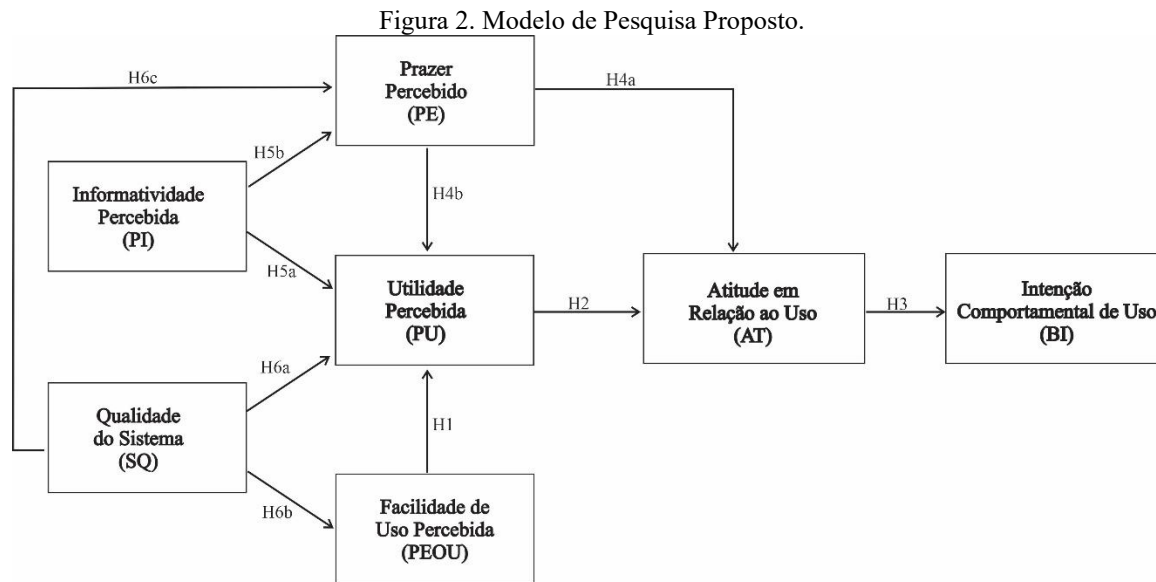 Figura 2. Modelo de Pesquisa Proposto.
H6c
Prazer
Percebido
(PE)
H4a
H5b
Informatividade
Percebida
(PI)
H4b
H5a
Utilidade
Percebida
(PU)
H2
Atitude em
Relação ao Uso
(AT)
H3
Intenção
Comportamental de Uso
(BI)
H6a
Qualidade
do Sistema
(SQ)
H1
H6b
Facilidade de
Uso Percebida
(PEOU)